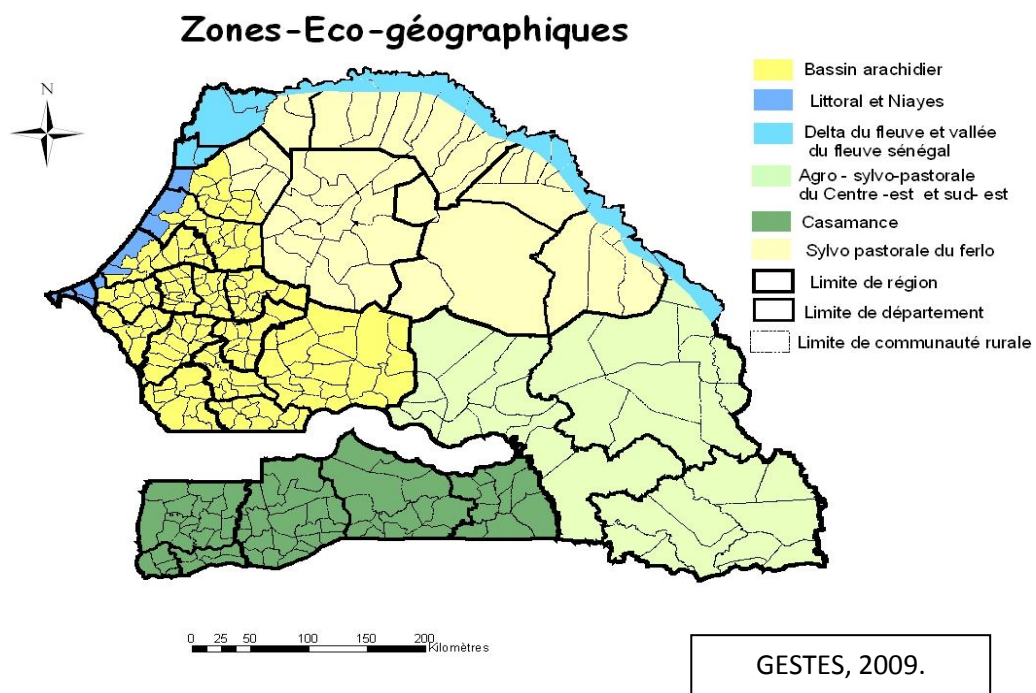 Zones-Eco-géographiques
N
Bassin arachidier
Littoral et Niayes
Delta du fleuve et vallée
du fleuve sénégal
Agro - sylvo-pastorale
du Centre -est et sud- est
Casamance
Sylvo pastorale du ferlo
Limite de région
Limite de département
Limite de communauté rurale
0 25 50 100 150 200
Kilomètres
GESTES, 2009.